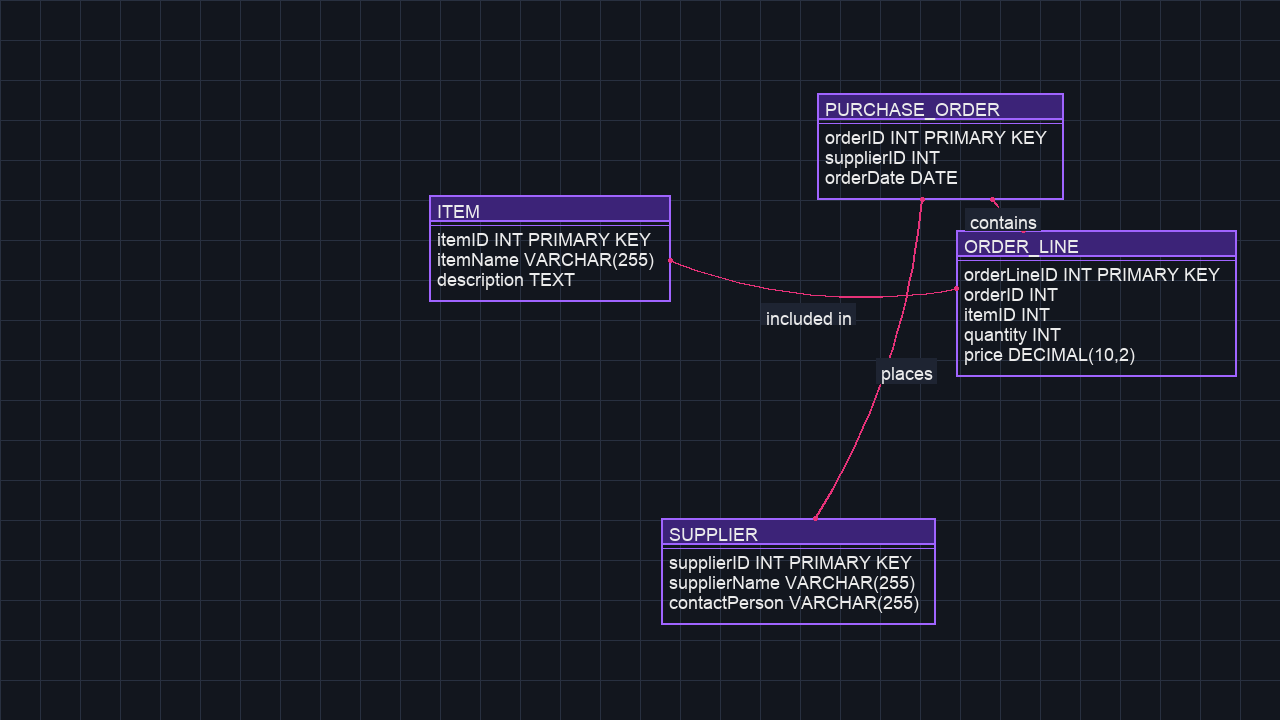 PURCHASE_ORDER
orderID INT PRIMARY KEY
supplierID INT
orderDate DATE
ITEM
itemID INT PRIMARY KEY
itemName VARCHAR(255)
description TEXT
contains
ORDER_LINE
orderLineID INT PRIMARY KEY
orderID INT
itemID INT
quantity INT
price DECIMAL(10,2)
included in
places
SUPPLIER
supplierID INT PRIMARY KEY
supplierName VARCHAR(255)
contactPerson VARCHAR(255)